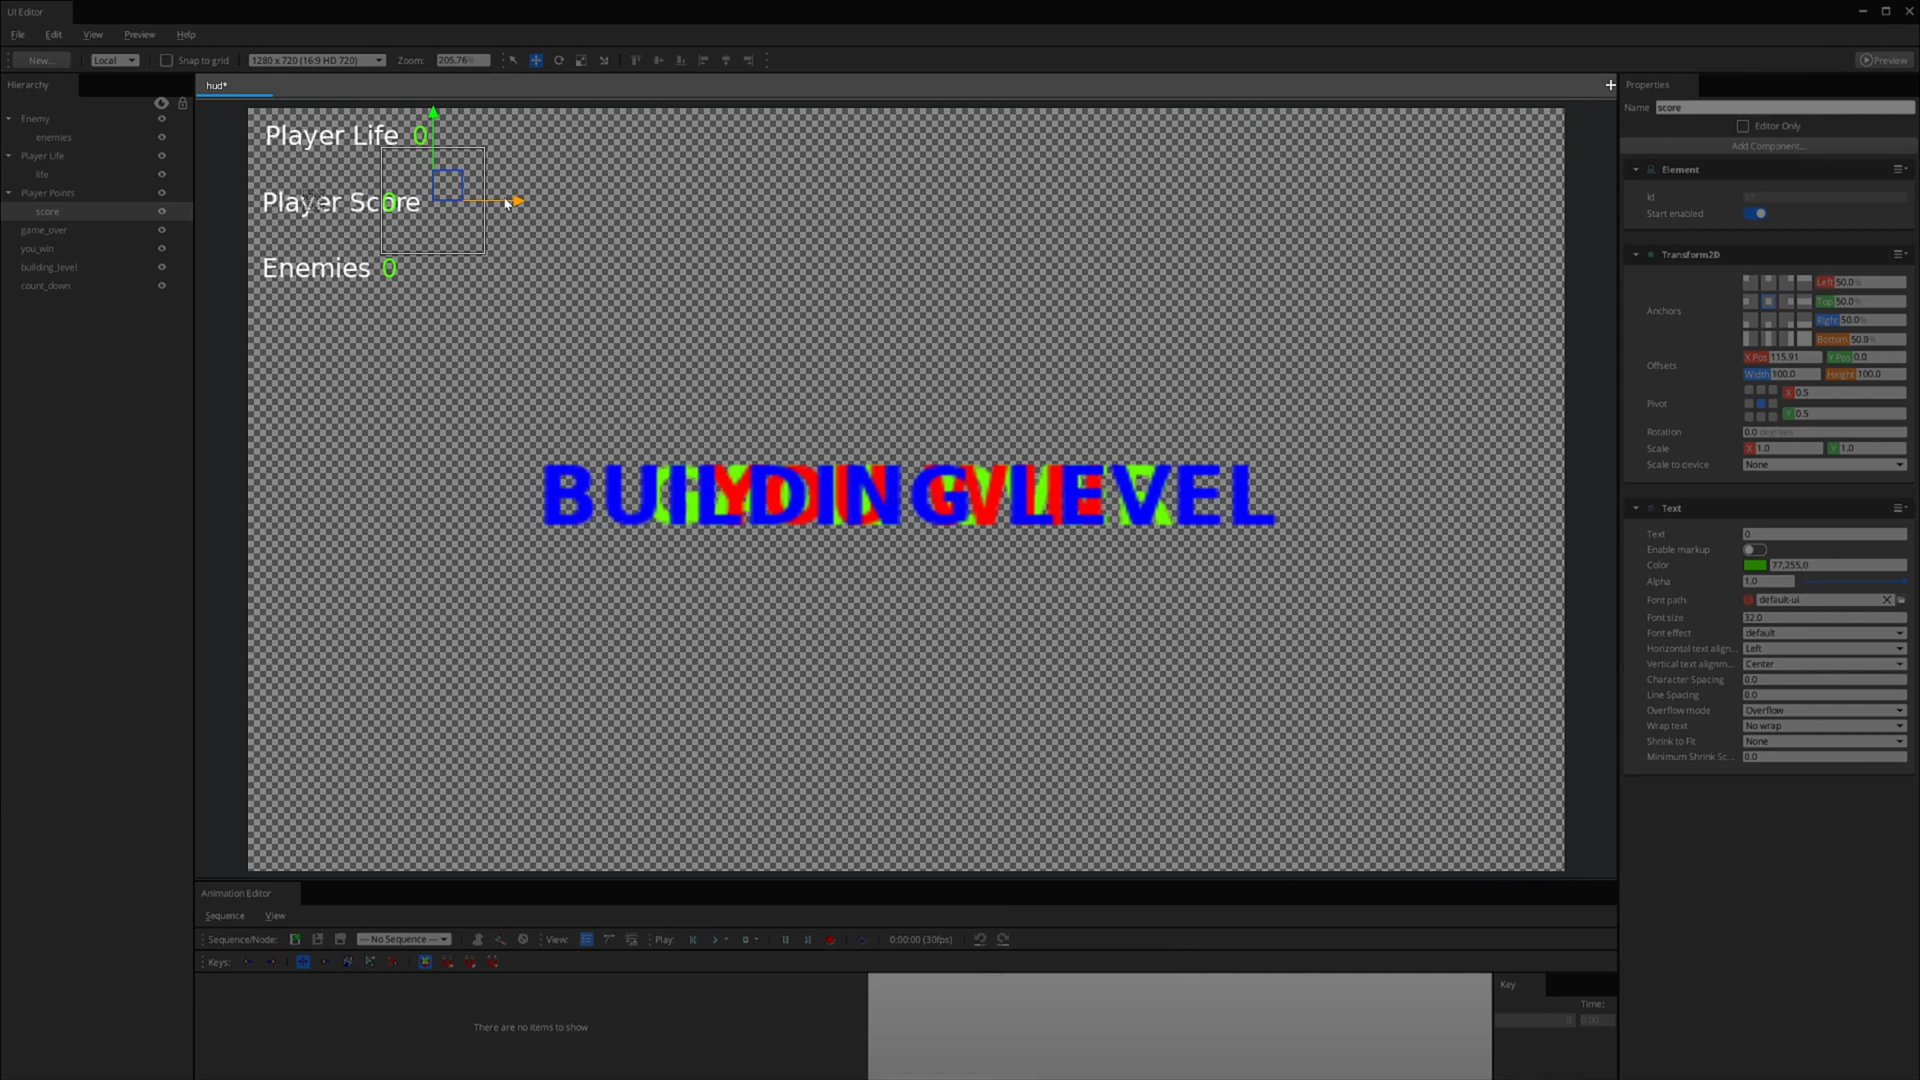 UI Editor
File Edit View Preview Help
New... Local Snap to grid 1280 x 720 (16:9 HD 720) Zoom: 205.76% Preview
Hierarchy
hud*
Properties
Name score
Editor Only
Add Component...
Enemy
enemies
Player Life
life
Player Points
score
game_over
you_win
building_level
count_down
Player Life 0
Player Score 0
Enemies 0
BUILDING LEVEL
Element
Id
Start enabled
Transform2D
Anchors
Left 50.0%
Top 50.0%
Right 50.0%
Bottom 50.0%
Offsets
X Pos 115.91 Y Pos 0.0
Width 100.0 Height 100.0
Pivot
X 0.5
Y 0.5
Rotation 0.0 degrees
Scale X 1.0 Y 1.0
Scale to device None
Text
Text 0
Enable markup
Color 77,255,0
Alpha 1.0
Font path default-ui
Font size 32.0
Font effect default
Horizontal text align... Left
Vertical text alignm... Center
Character Spacing 0.0
Line Spacing 0.0
Overflow mode Overflow
Wrap text No wrap
Shrink to Fit None
Minimum Shrink Sc... 0.0
Animation Editor
Sequence View
Sequence/Node: --- No Sequence --- View: Play: 0:00:00 (30fps)
Keys:
There are no items to show
Key
Time:
0 0.00